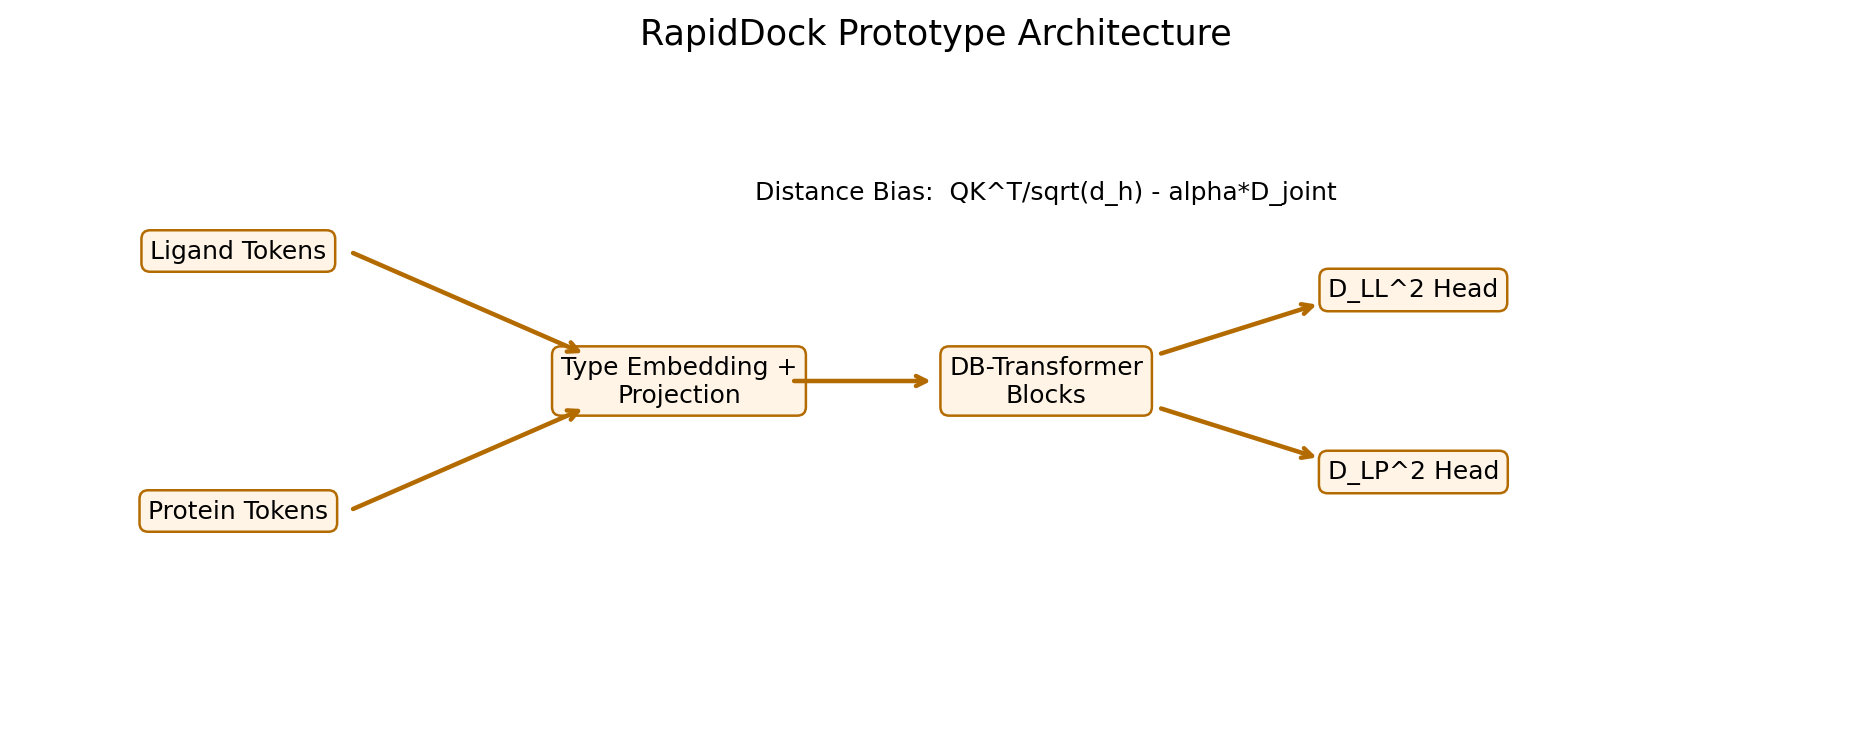 RapidDock Prototype Architecture
Distance Bias:  QK^T/sqrt(d_h) - alpha*D_joint
Ligand Tokens
Protein Tokens
Type Embedding +
Projection
DB-Transformer
Blocks
D_LL^2 Head
D_LP^2 Head